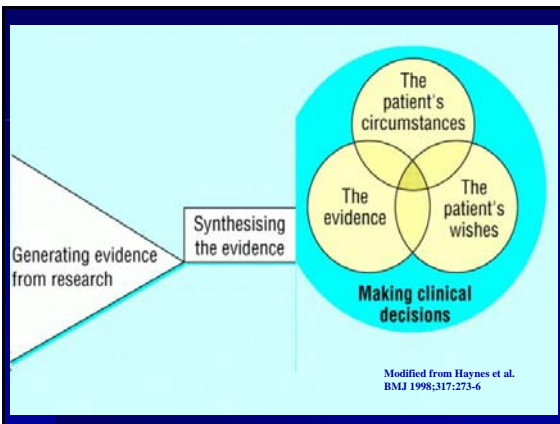 Generating evidence
from research
Synthesising
the evidence
The
patient's
circumstances
The
evidence
The
patient's
wishes
Making clinical
decisions
Modified from Haynes et al.
BMJ 1998;317:273-6